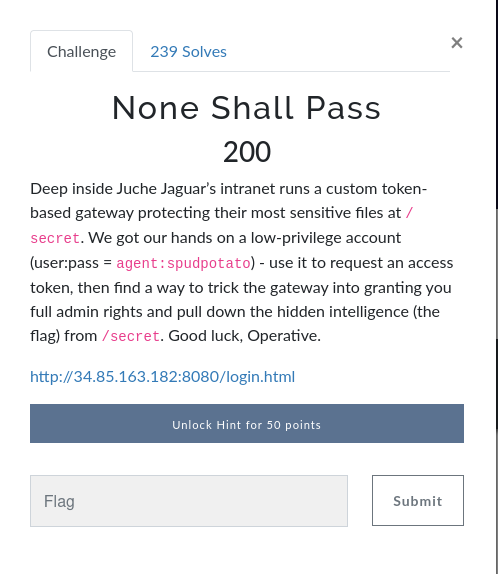 Challenge
239 Solves
×
None Shall Pass
200
Deep inside Juche Jaguar’s intranet runs a custom token-
based gateway protecting their most sensitive files at /
secret. We got our hands on a low-privilege account
(user:pass = agent:spudpotato) - use it to request an access
token, then find a way to trick the gateway into granting you
full admin rights and pull down the hidden intelligence (the
flag) from /secret. Good luck, Operative.
http://34.85.163.182:8080/login.html
Unlock Hint for 50 points
Flag
Submit